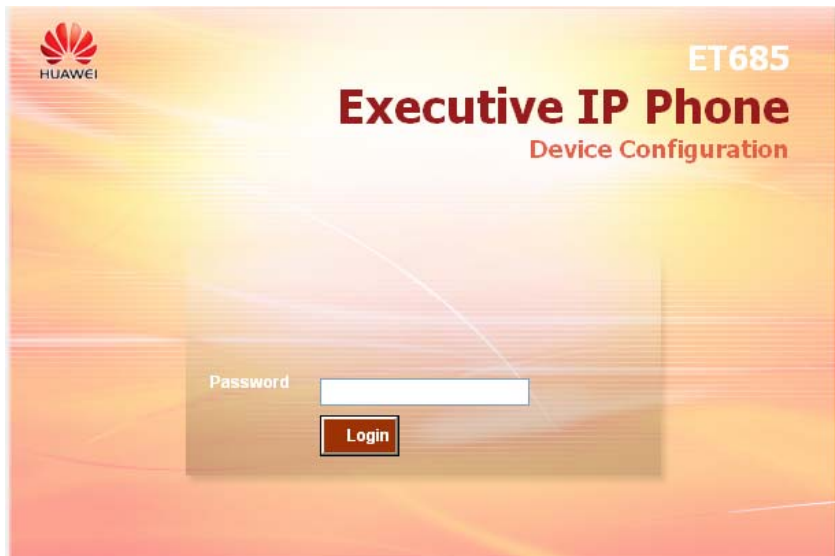 HUAWEI
ET685
Executive IP Phone
Device Configuration
Password
Login